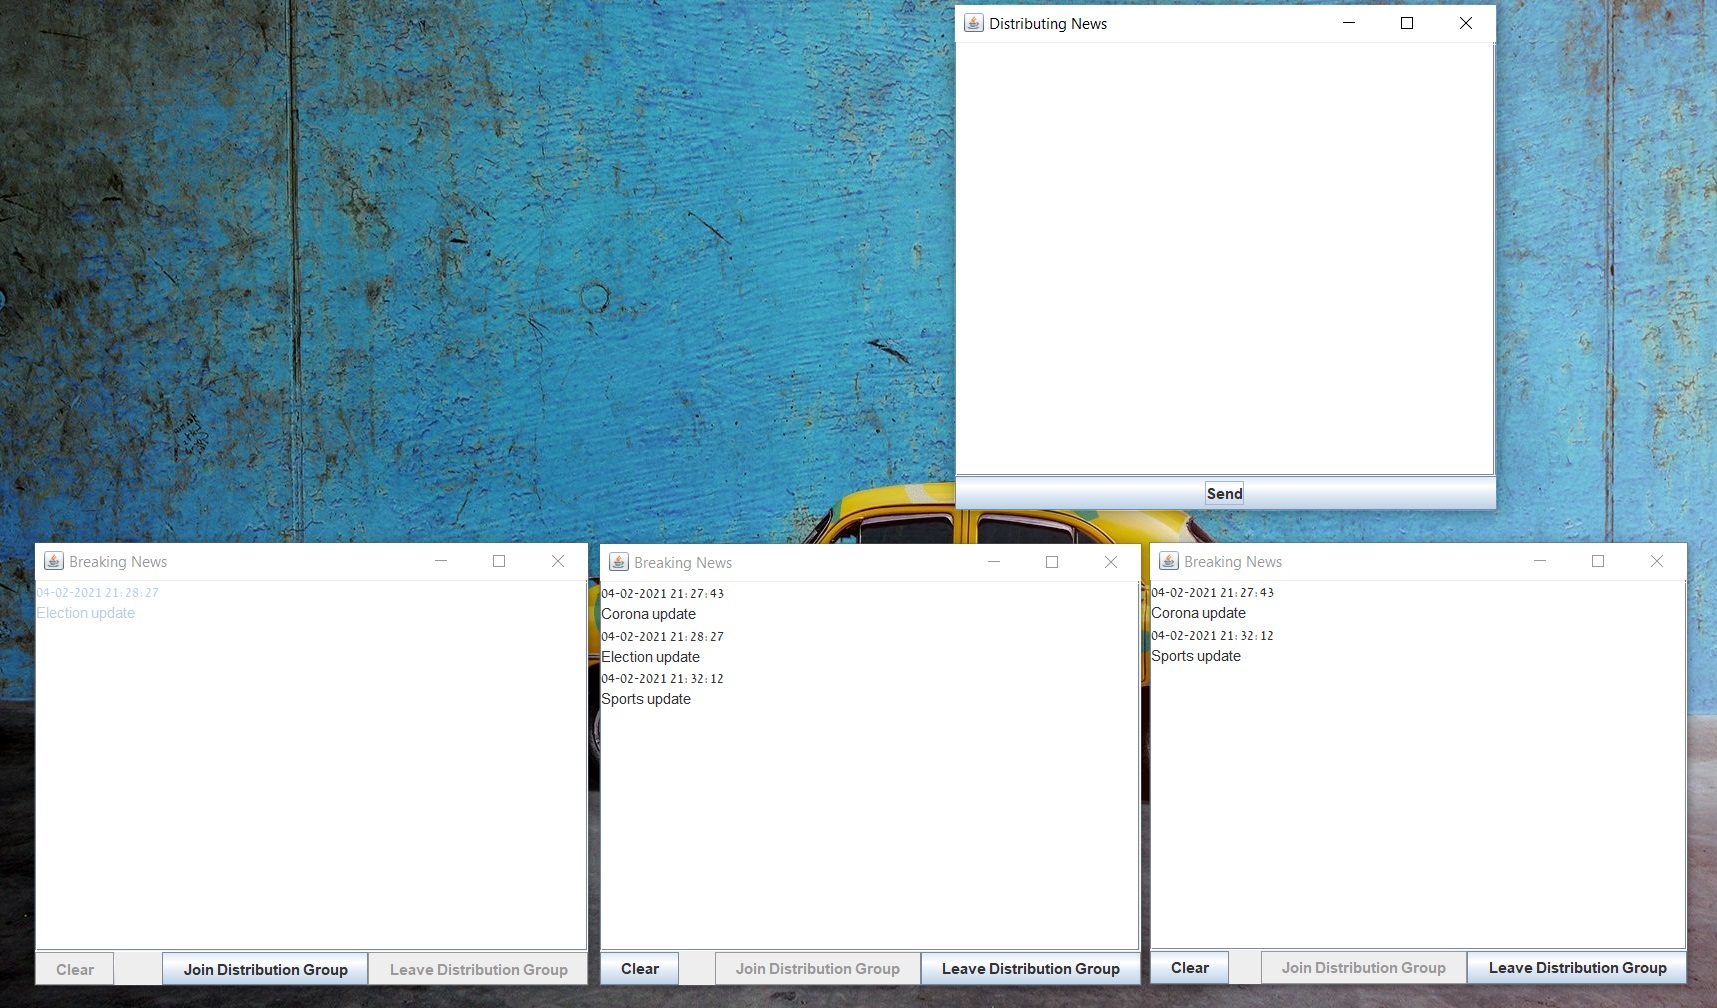 Distributing News
Send
Breaking News
04-02-2021 21:28:27
Election update
Clear
Join Distribution Group
Leave Distribution Group
Breaking News
04-02-2021 21:27:43
Corona update
04-02-2021 21:28:27
Election update
04-02-2021 21:32:12
Sports update
Clear
Join Distribution Group
Leave Distribution Group
Breaking News
04-02-2021 21:27:43
Corona update
04-02-2021 21:32:12
Sports update
Clear
Join Distribution Group
Leave Distribution Group